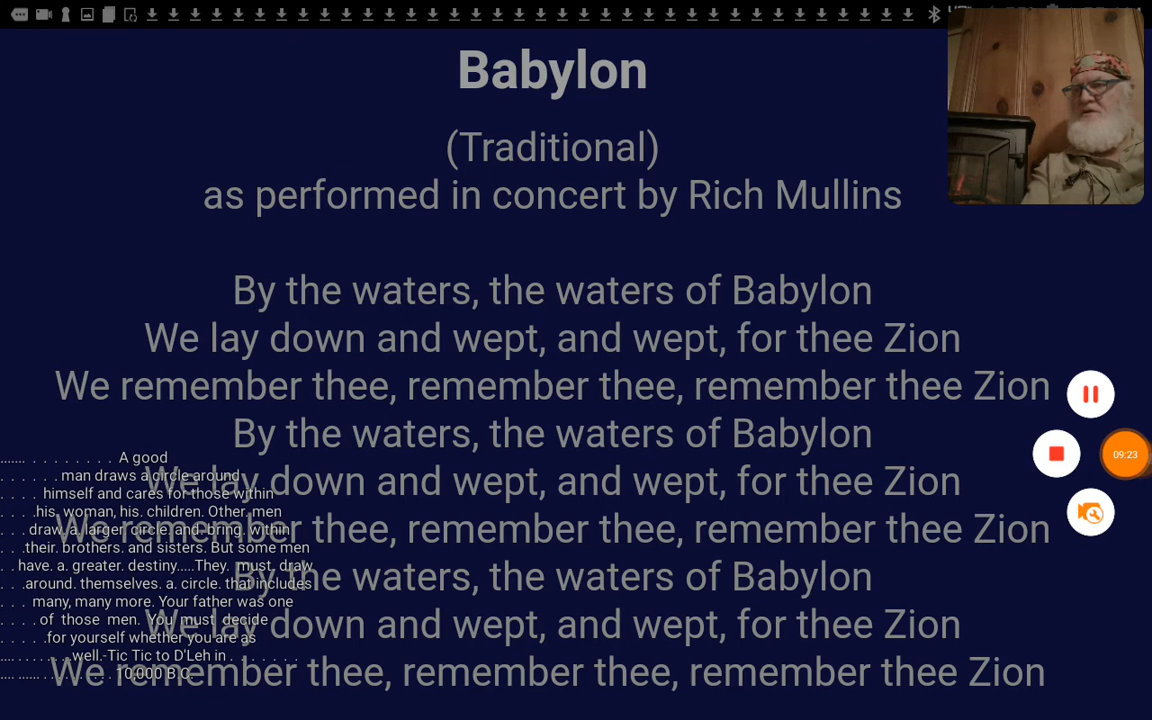 Babylon
(Traditional)
as performed in concert by Rich Mullins
By the waters, the waters of Babylon
We lay down and wept, and wept, for thee Zion
We remember thee, remember thee, remember thee Zion
By the waters, the waters of Babylon
We lay down and wept, and wept, for thee Zion
We remember thee, remember thee, remember thee Zion
By the waters, the waters of Babylon
We lay down and wept, and wept, for thee Zion
We remember thee, remember thee, remember thee Zion
....... . . . . . . . . . A good
. . . . . . man draws a circle around
. . . . himself and cares for those within
. . . .his. woman, his. children. Other. men
. . draw. a. larger. circle. and. bring. within
. . .their. brothers. and sisters. But some men
. . have. a. greater. destiny.....They. must. draw
. . .around. themselves. a. circle. that includes
. . . many, many more. Your father was one
. . . . of those men. You must decide
. . . . .for yourself whether you are as
.... . . . . . . .well.-Tic Tic to D'Leh in . . . . . . .
.... ...... . . . . . . . . . . 10,000 B.C.
09:23